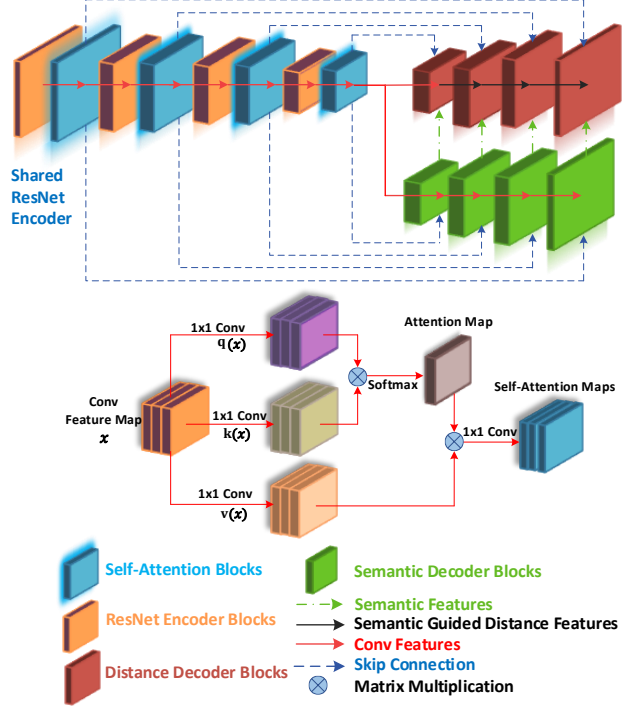 Shared
ResNet
Encoder
1x1 Conv
q(x)
Attention Map
Conv
Feature Map
x
1x1 Conv
k(x)
Softmax
Self-Attention Maps
1x1 Conv
1x1 Conv
v(x)
Self-Attention Blocks
Semantic Decoder Blocks
Semantic Features
ResNet Encoder Blocks
Semantic Guided Distance Features
Conv Features
Distance Decoder Blocks
Skip Connection
Matrix Multiplication